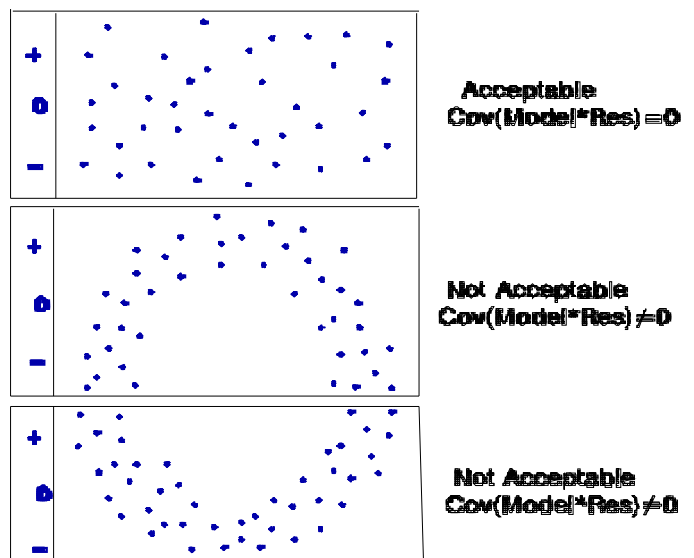 +
0
−
Acceptable
Cov(Model*Res)=0
+
0
−
Not Acceptable
Cov(Model*Res)≠0
+
0
−
Not Acceptable
Cov(Model*Res)≠0